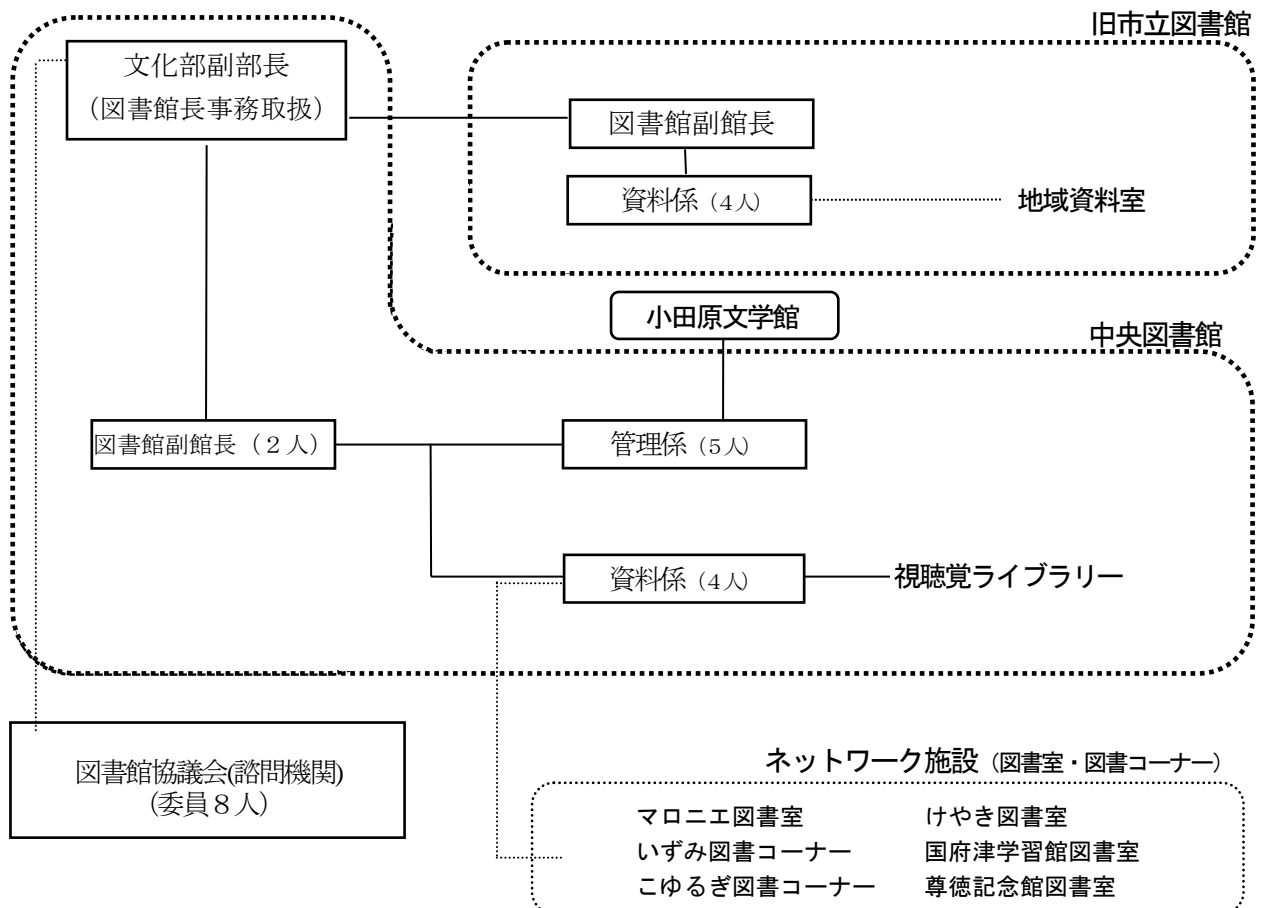 旧市立図書館
文化部副部長
（図書館長事務取扱）
図書館副館長
資料係（4人）
地域資料室
小田原文学館
中央図書館
図書館副館長（２人）
管理係（5人）
資料係（4人）
視聴覚ライブラリー
図書館協議会(諮問機関)
（委員８人）
ネットワーク施設（図書室・図書コーナー）
マロニエ図書室　けやき図書室
いずみ図書コーナー　国府津学習館図書室
こゆるぎ図書コーナー　尊徳記念館図書室